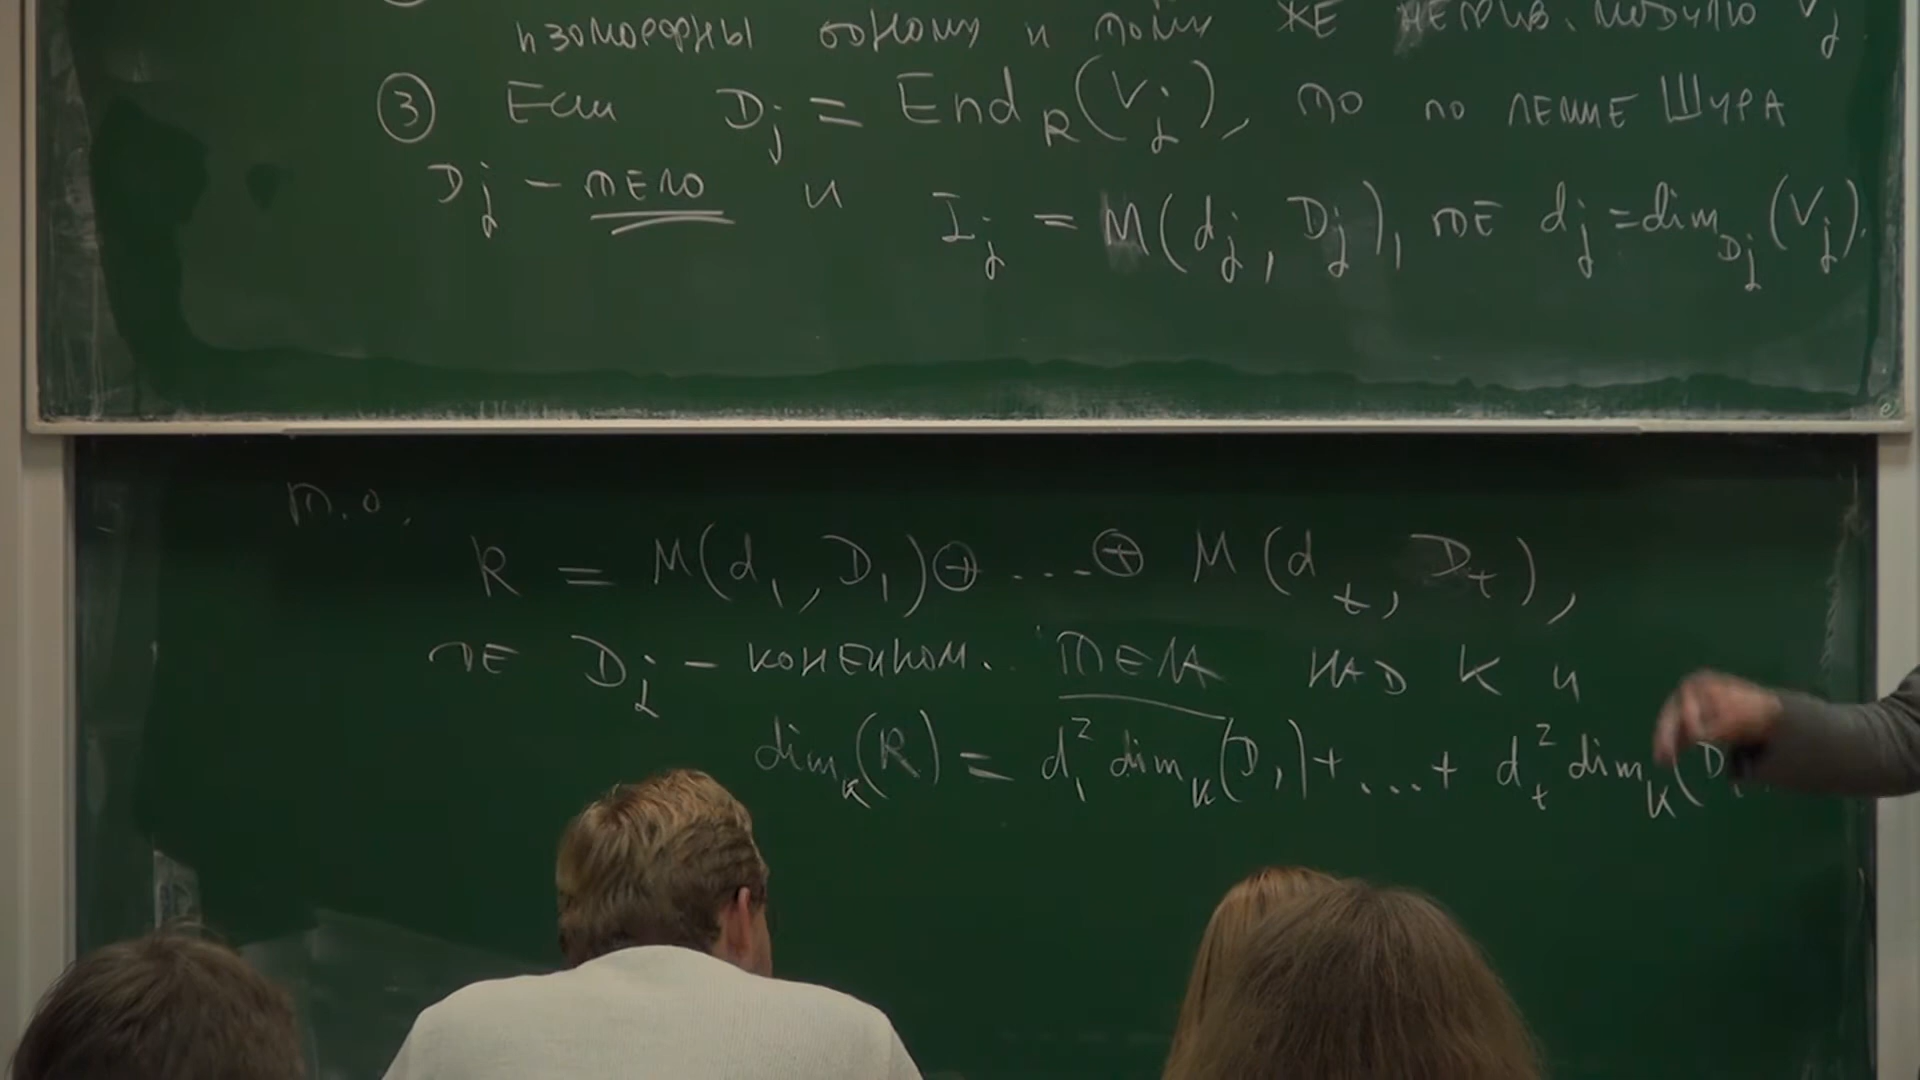 изоморфны одному и тому же неприв. модулю V_j
③ Если D_j = End_R(V_j), то по лемме Шура
D_j – тело и I_j = M(d_j, D_j), где d_j = dim_{D_j}(V_j).
т.о.
R = M(d_1, D_1) ⊕ ... ⊕ M(d_t, D_t),
где D_j – конечном. тела над K и
dim_K(R) = d_1^2 dim_K(D_1) + ... + d_t^2 dim_K(D